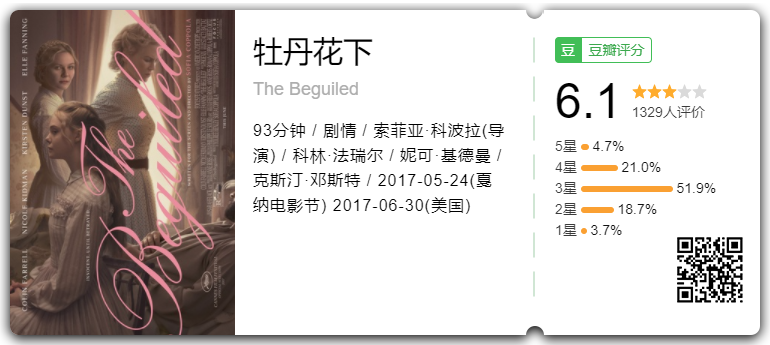 The Beguiled
COLIN FARRELL NICOLE KIDMAN KIRSTEN DUNST ELLE FANNING
INNOCENT, UNTIL BETRAYED
牡丹花下
The Beguiled
93分钟 / 剧情 / 索菲亚·科波拉(导
演) / 科林·法瑞尔 / 妮可·基德曼 /
克斯汀·邓斯特 / 2017-05-24(戛
纳电影节) 2017-06-30(美国)
豆 豆瓣评分
6.1
1329人评价
5星 4.7%
4星 21.0%
3星 51.9%
2星 18.7%
1星 3.7%